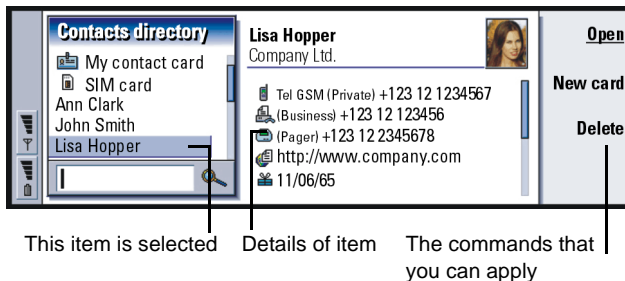 Contacts directory
My contact card
SIM card
Ann Clark
John Smith
Lisa Hopper
Lisa Hopper
Company Ltd.
Tel GSM (Private) +123 12 1234567
(Business) +123 12 123456
(Pager) +123 12 2345678
http://www.company.com
11/06/65
Open
New card
Delete
This item is selected
Details of item
The commands that
you can apply